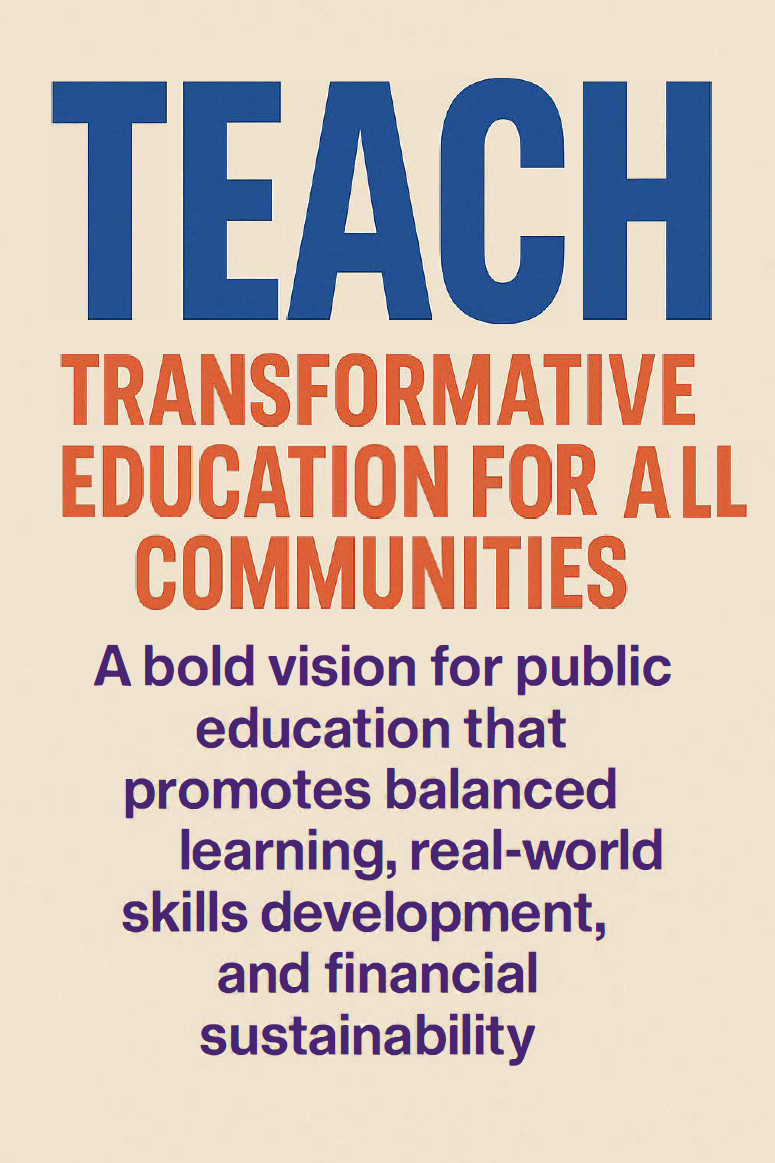 TEACH
TRANSFORMATIVE
EDUCATION FOR ALL
COMMUNITIES
A bold vision for public
education that
promotes balanced
learning, real-world
skills development,
and financial
sustainability